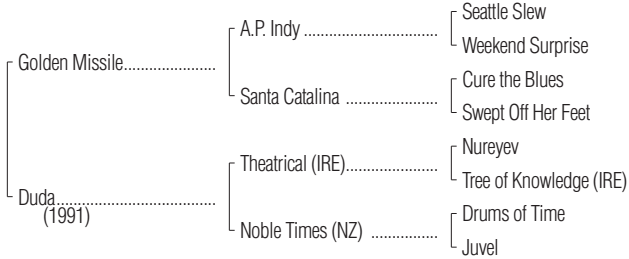 Seattle Slew
A.P. Indy ................................
Weekend Surprise
Golden Missile......................
Cure the Blues
Santa Catalina ......................
Swept Off Her Feet
Nureyev
Theatrical (IRE)......................
Tree of Knowledge (IRE)
Duda......................................
(1991)
Drums of Time
Noble Times (NZ) ................
Juvel